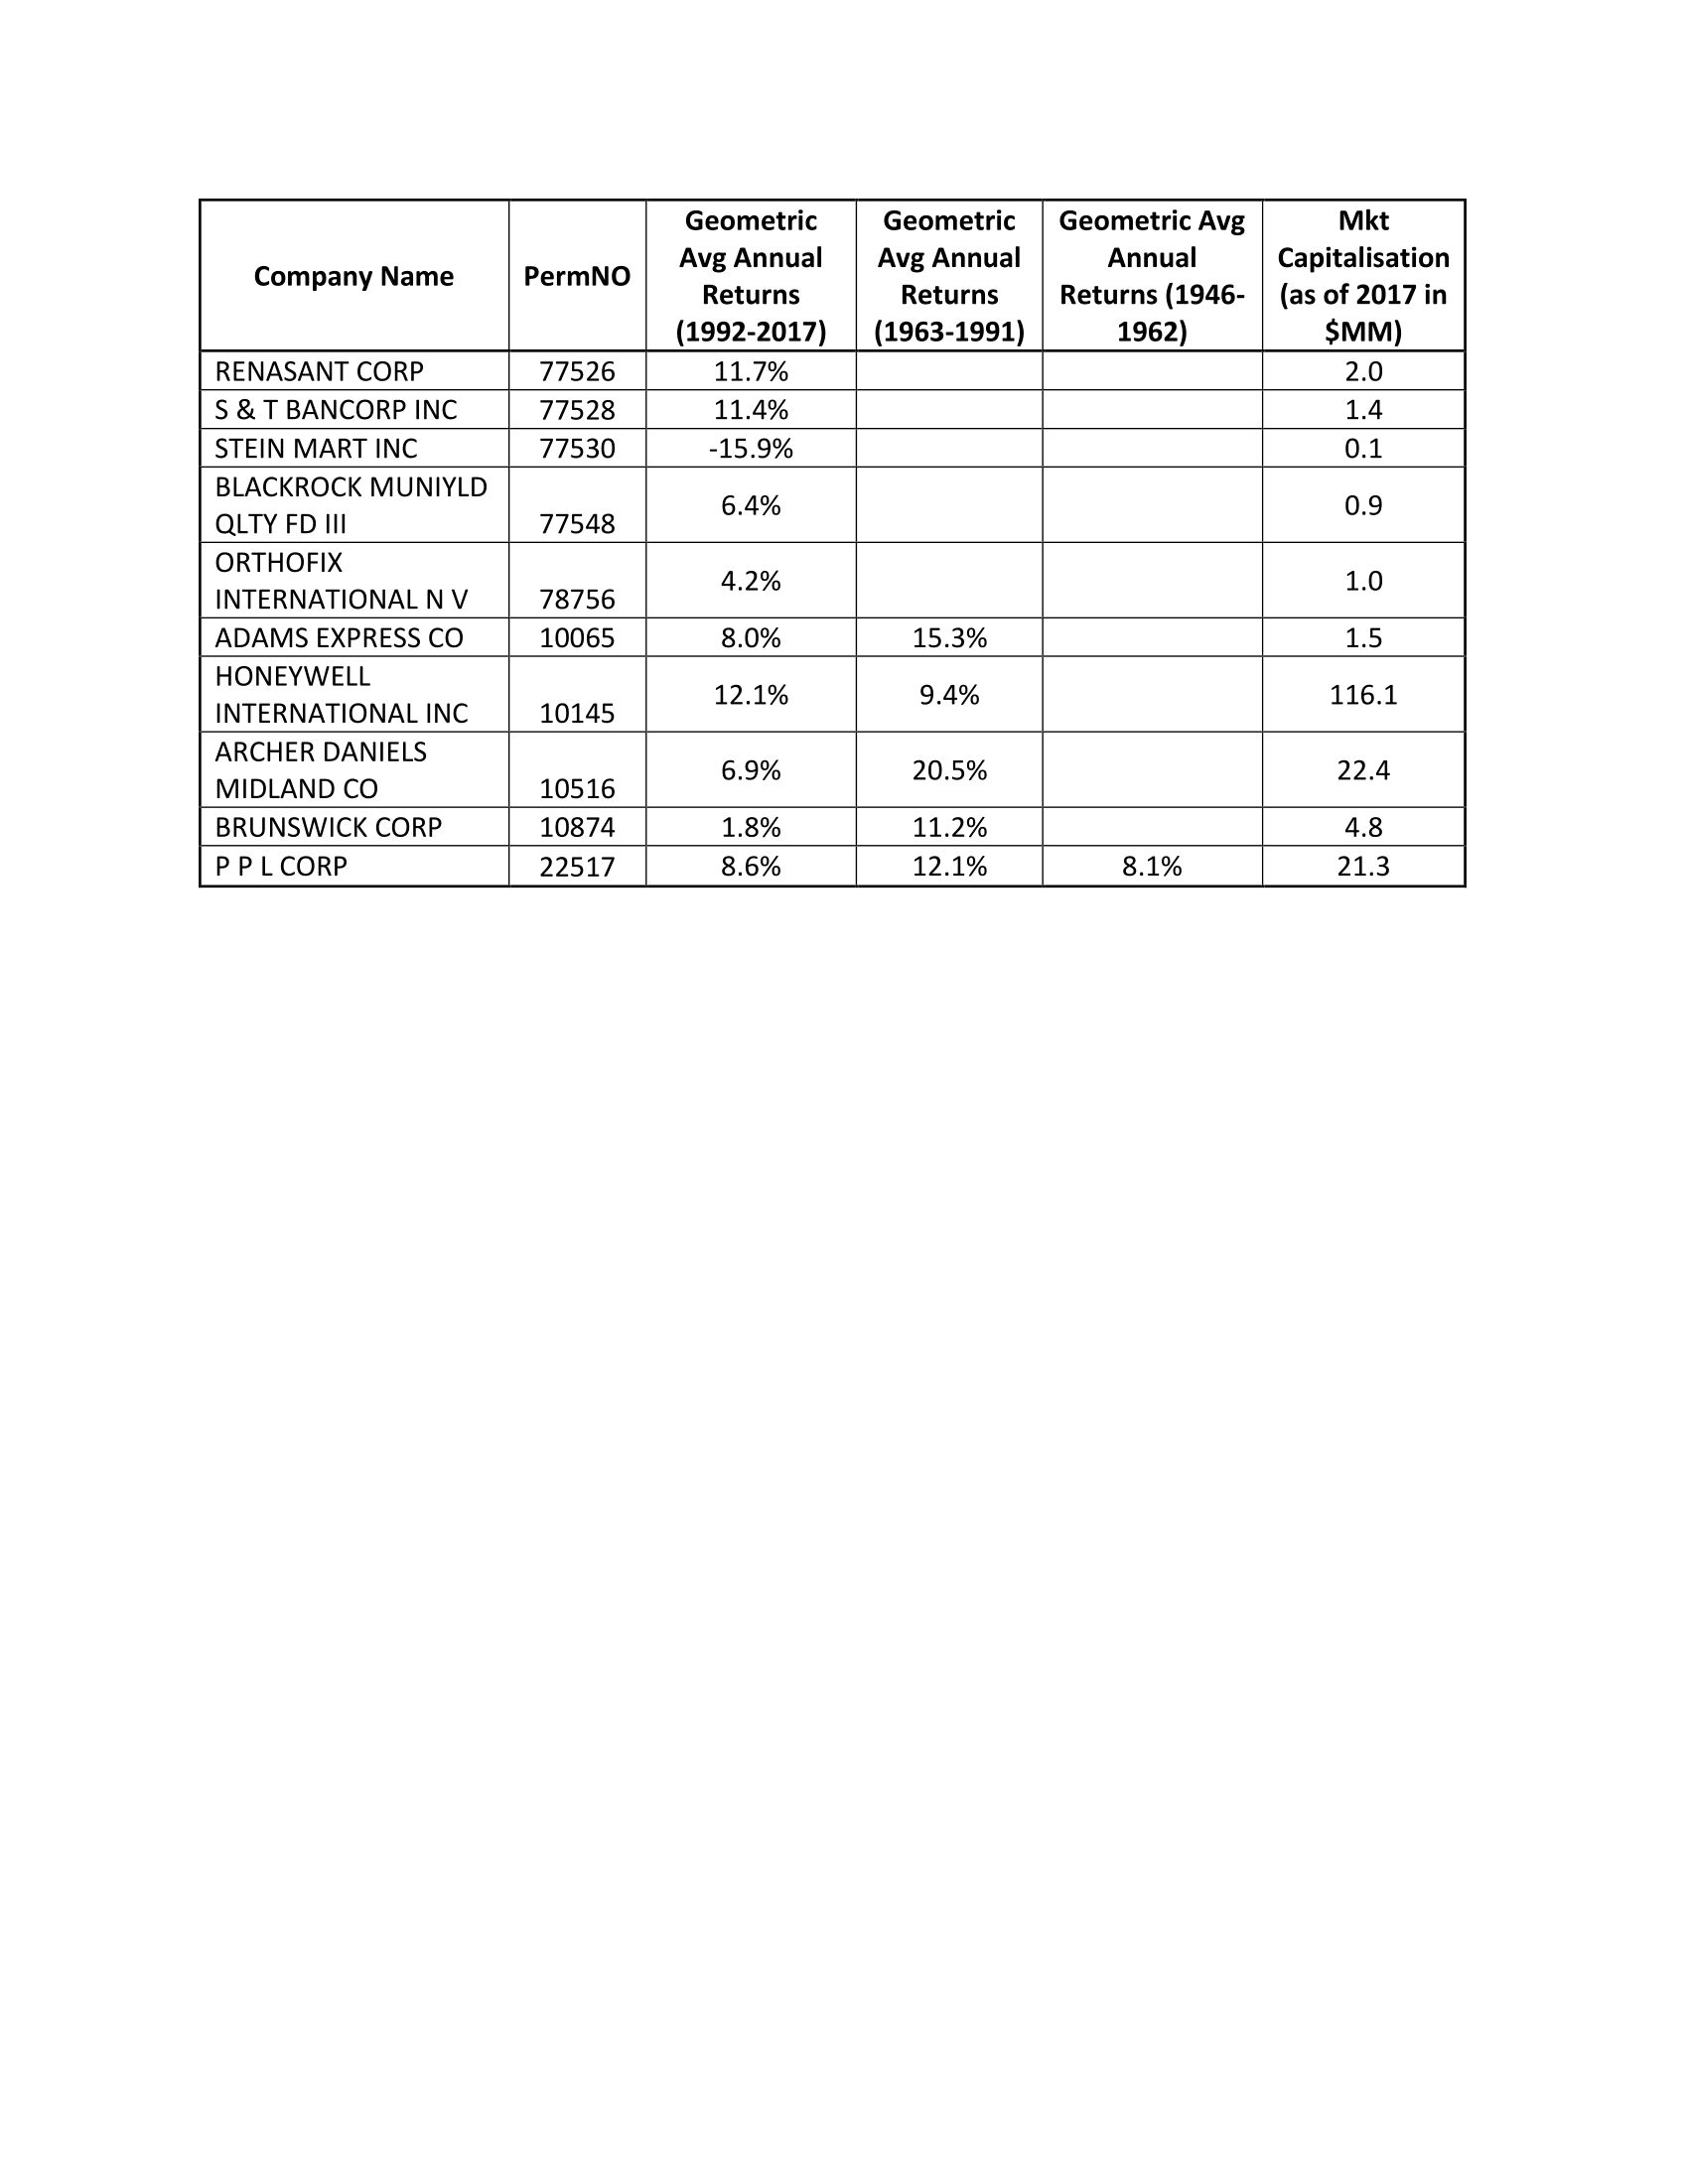 Company Name PermNO Geometric Avg Annual Returns (1992-2017) Geometric Avg Annual Returns (1963-1991) Geometric Avg Annual Returns (1946-1962) Mkt Capitalisation (as of 2017 in $MM)
RENASANT CORP 77526 11.7% 2.0
S & T BANCORP INC 77528 11.4% 1.4
STEIN MART INC 77530 -15.9% 0.1
BLACKROCK MUNIYLD
QLTY FD III 77548 6.4% 0.9
ORTHOFIX
INTERNATIONAL N V 78756 4.2% 1.0
ADAMS EXPRESS CO 10065 8.0% 15.3% 1.5
HONEYWELL
INTERNATIONAL INC 10145 12.1% 9.4% 116.1
ARCHER DANIELS
MIDLAND CO 10516 6.9% 20.5% 22.4
BRUNSWICK CORP 10874 1.8% 11.2% 4.8
P P L CORP 22517 8.6% 12.1% 8.1% 21.3